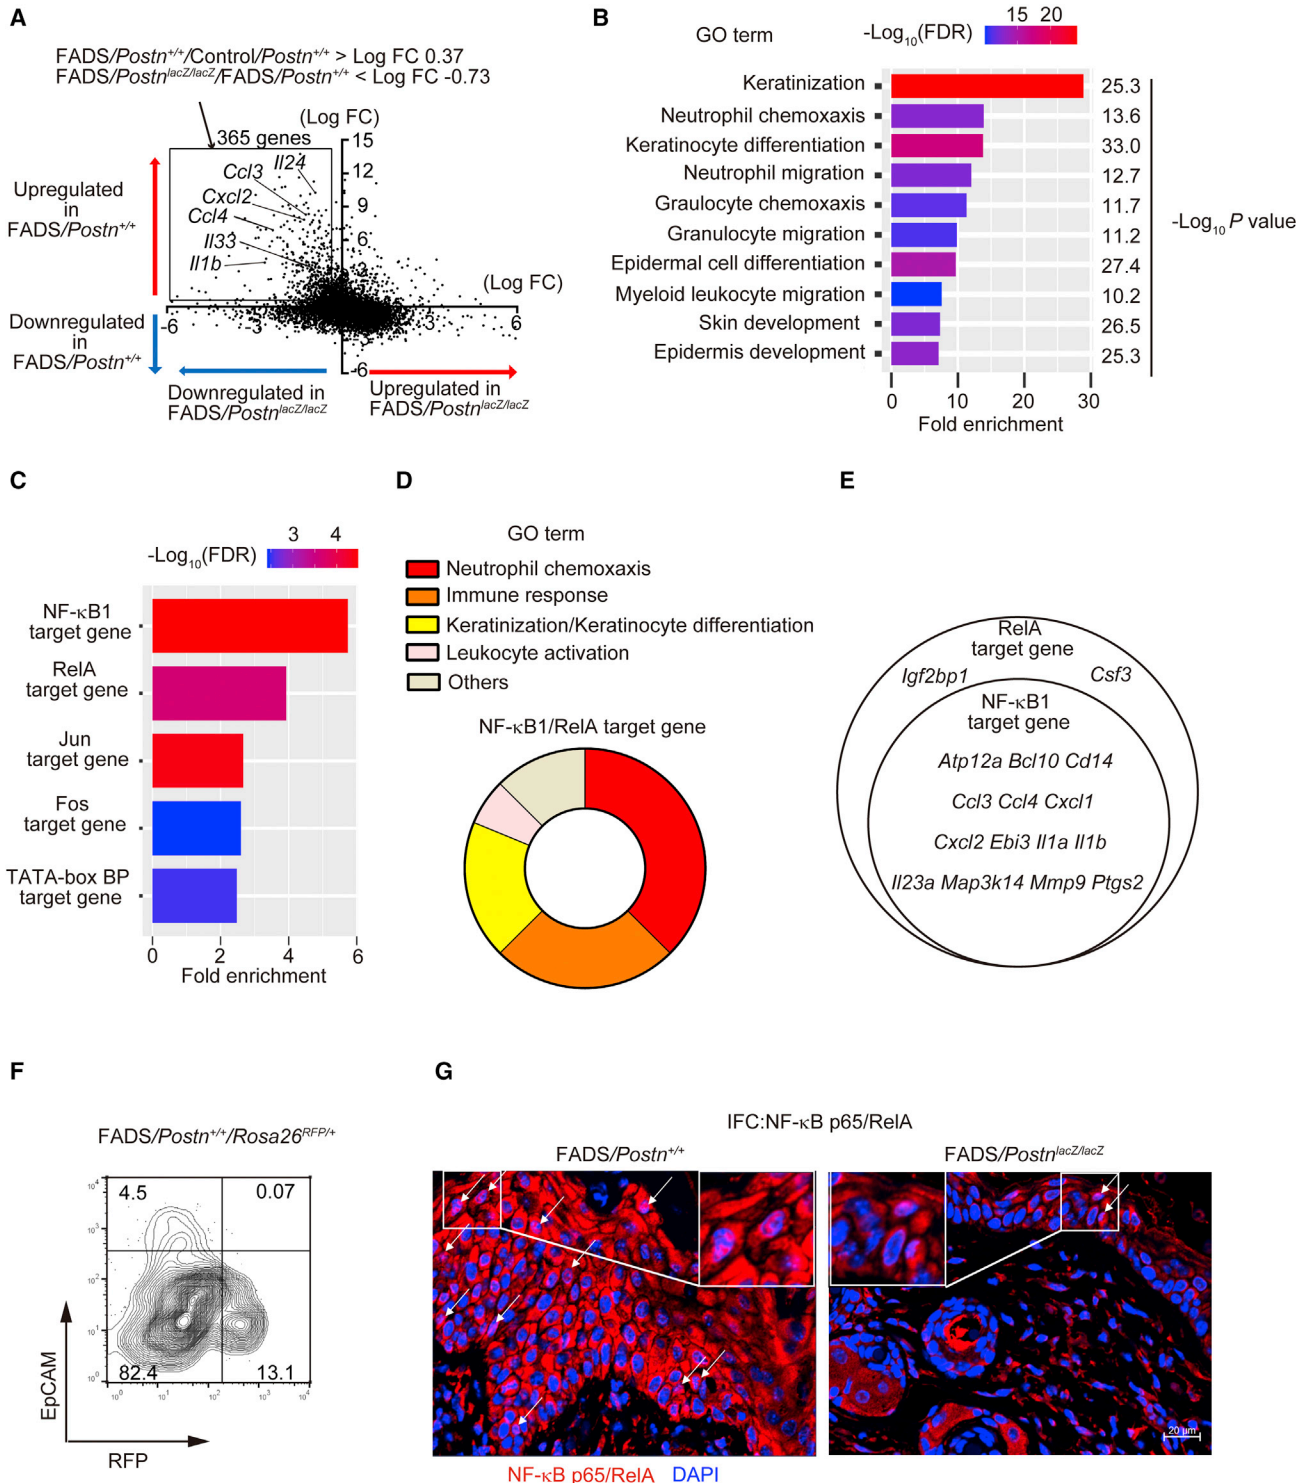 A
FADS/Postn+/+/Control/Postn+/+ > Log FC 0.37
FADS/PostnlacZ/lacZ/FADS/Postn+/+ < Log FC -0.73
(Log FC)
365 genes
15
12
9
6
3
-3
-6
Il24
Ccl3
Cxcl2
Ccl4
Il33
Il1b
Upregulated
in
FADS/Postn+/+
(Log FC)
Downregulated
in
FADS/Postn+/+
-6
-3
3
6
Downregulated in
FADS/PostnlacZ/lacZ
Upregulated in
FADS/PostnlacZ/lacZ
B
GO term
-Log10(FDR)
15 20
Keratinization
25.3
Neutrophil chemoxaxis
13.6
Keratinocyte differentiation
33.0
Neutrophil migration
12.7
Graulocyte chemoxaxis
11.7
Granulocyte migration
11.2
Epidermal cell differentiation
27.4
Myeloid leukocyte migration
10.2
Skin development
26.5
Epidermis development
25.3
-Log10 P value
0 10 20 30
Fold enrichment
C
3 4
-Log10(FDR)
NF-κB1
target gene
RelA
target gene
Jun
target gene
Fos
target gene
TATA-box BP
target gene
0 2 4 6
Fold enrichment
D
GO term
Neutrophil chemoxaxis
Immune response
Keratinization/Keratinocyte differentiation
Leukocyte activation
Others
NF-κB1/RelA target gene
E
RelA
target gene
Igf2bp1
Csf3
NF-κB1
target gene
Atp12a Bcl10 Cd14
Ccl3 Ccl4 Cxcl1
Cxcl2 Ebi3 Il1a Il1b
Il23a Map3k14 Mmp9 Ptgs2
F
FADS/Postn+/+/Rosa26RFP/+
4.5
0.07
82.4
13.1
10⁴
10³
10²
10¹
10⁰
10⁰ 10¹ 10² 10³ 10⁴
EpCAM
RFP
G
IFC:NF-κB p65/RelA
FADS/Postn+/+
FADS/PostnlacZ/lacZ
20 μm
NF-κB p65/RelA DAPI